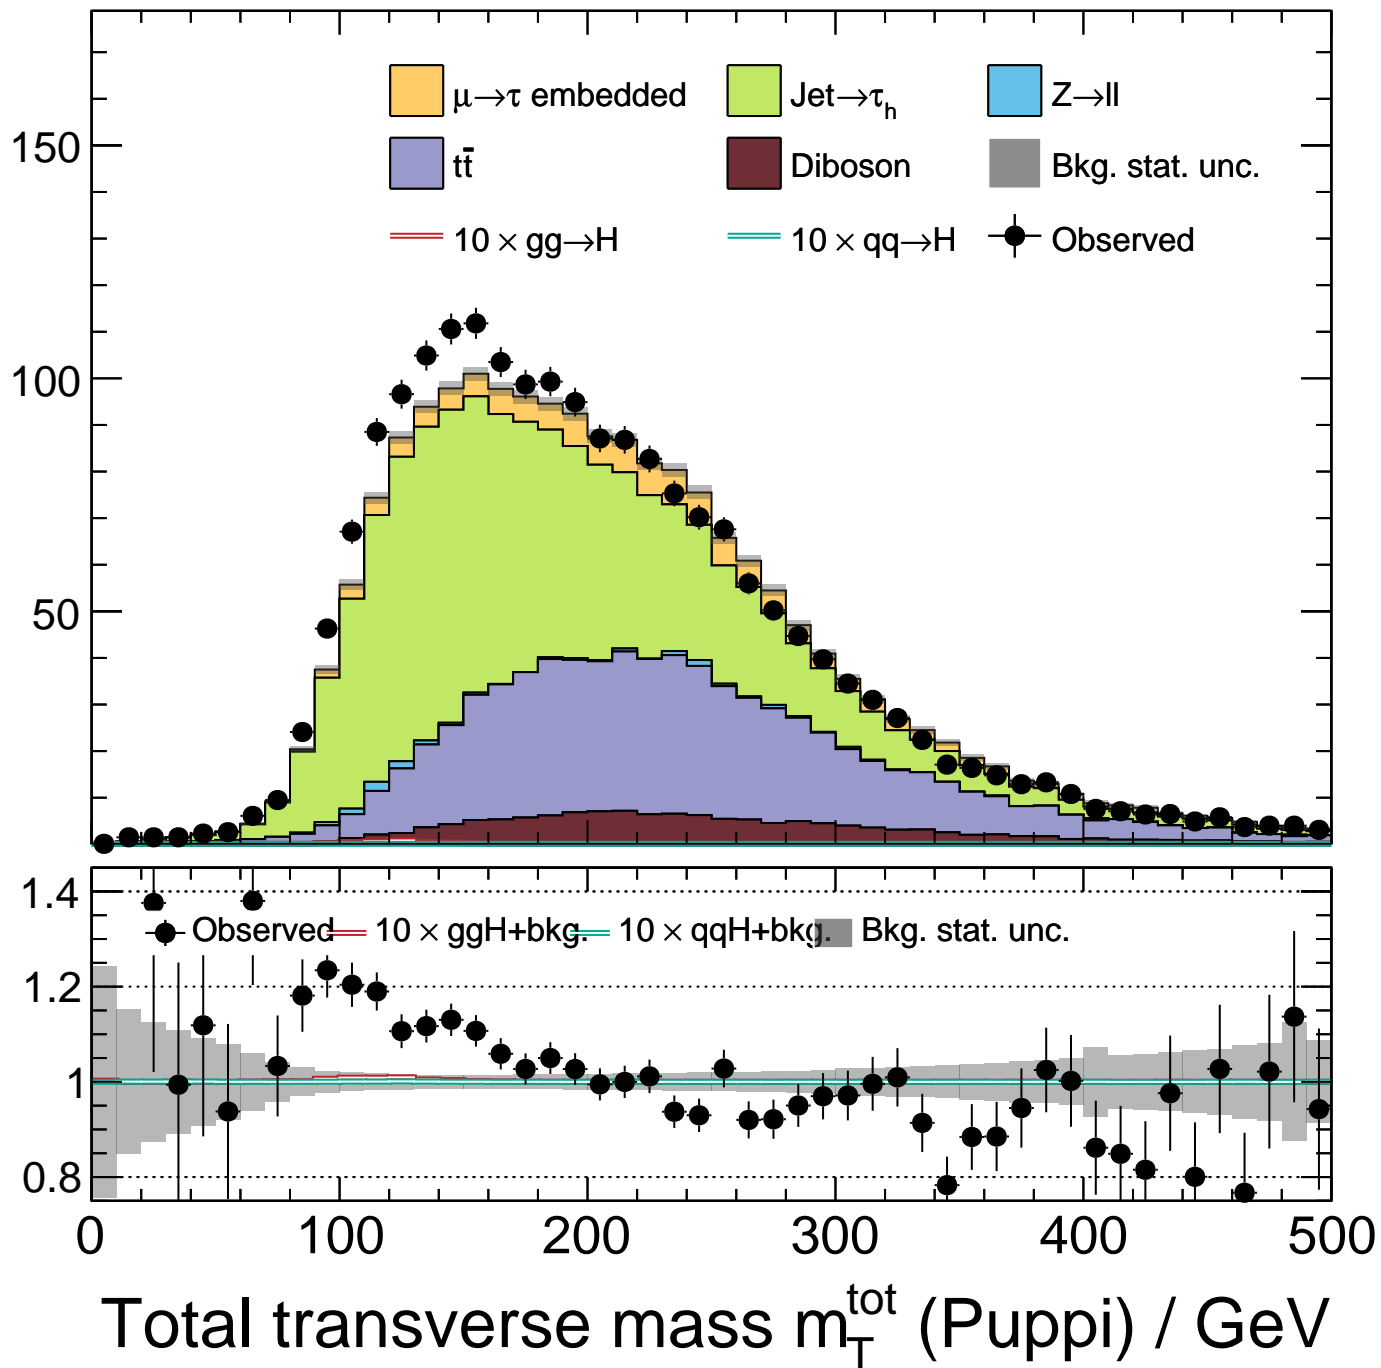 μ→τ embedded Jet→τh Z→ll
150
tt̄ Diboson Bkg. stat. unc.
10 × gg→H 10 × qq→H Observed
100
50
1.4
Observed 10 × ggH+bkg. 10 × qqH+bkg. Bkg. stat. unc.
1.2
1
0.8
0 100 200 300 400 500
Total transverse mass m_T^tot (Puppi) / GeV